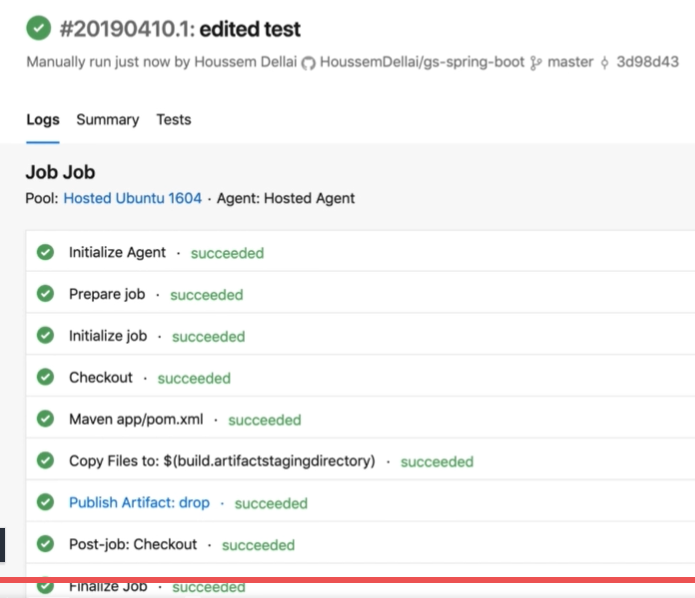 #20190410.1: edited test
Manually run just now by Houssem Dellai HoussemDellai/gs-spring-boot master 3d98d43
Logs Summary Tests
Job Job
Pool: Hosted Ubuntu 1604 · Agent: Hosted Agent
Initialize Agent · succeeded
Prepare job · succeeded
Initialize job · succeeded
Checkout · succeeded
Maven app/pom.xml · succeeded
Copy Files to: $(build.artifactstagingdirectory) · succeeded
Publish Artifact: drop · succeeded
Post-job: Checkout · succeeded
Finalize Job · succeeded